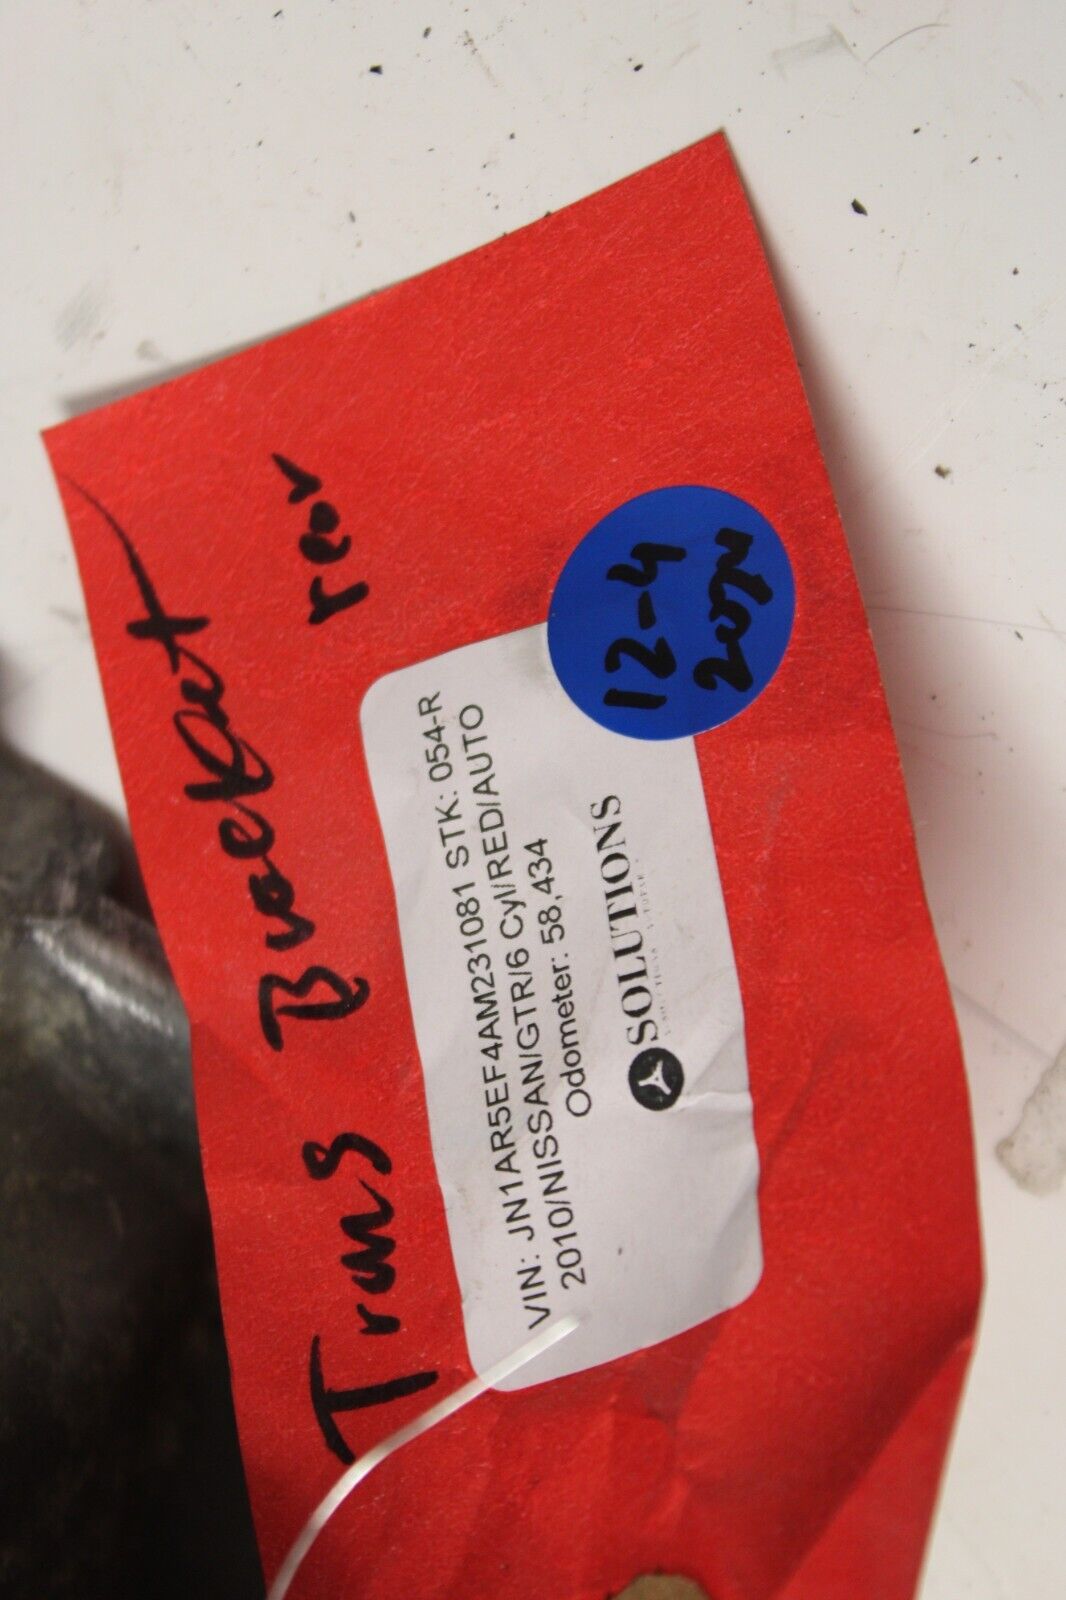 Trans Bracket
rear
VIN: JN1AR5EF4AM231081 STK: 054-R
2010/NISSAN/GTR/6 Cyl/RED/AUTO
Odometer: 58,434
SOLUTIONS
12-4